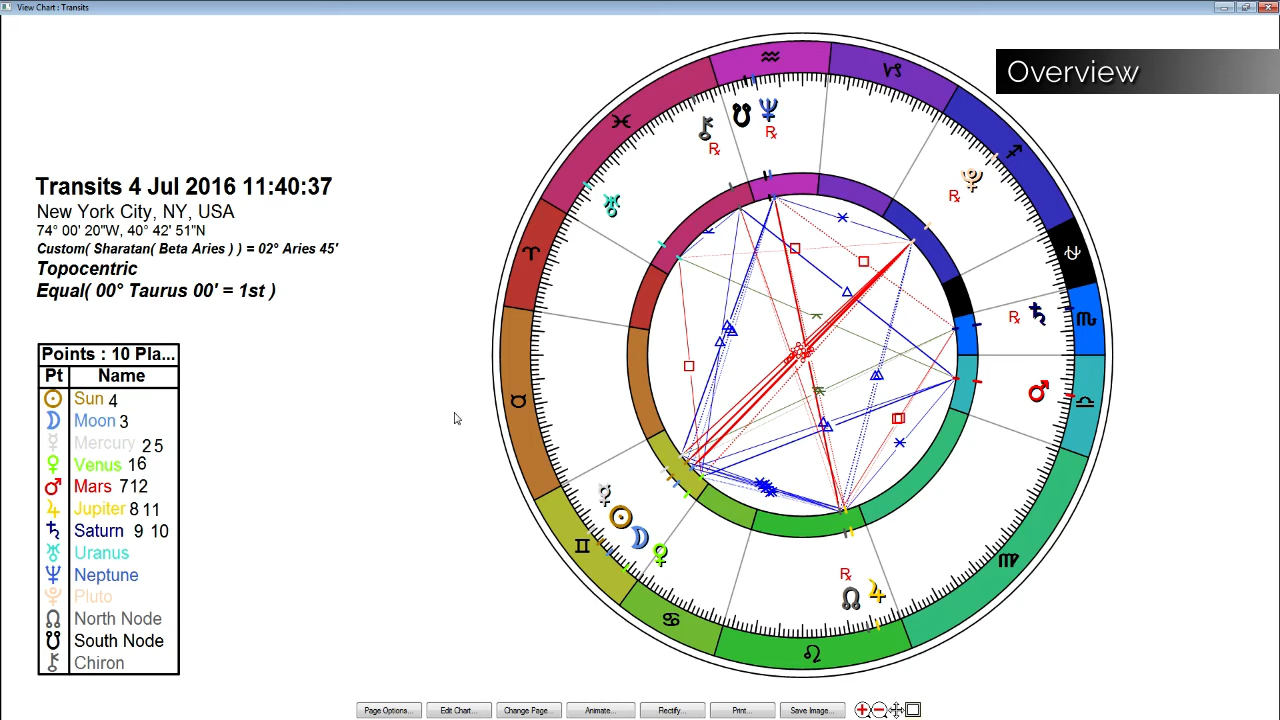 View Chart : Transits
Overview
Transits 4 Jul 2016 11:40:37
New York City, NY, USA
74° 00' 20"W, 40° 42' 51"N
Custom( Sharatan( Beta Aries ) ) = 02° Aries 45'
Topocentric
Equal( 00° Taurus 00' = 1st )
Points : 10 Pla...
Pt Name
☉ Sun 4
☽ Moon 3
☿ Mercury 2 5
♀ Venus 1 6
♂ Mars 7 12
♃ Jupiter 8 11
♄ Saturn 9 10
♅ Uranus
♆ Neptune
Pluto
☊ North Node
☋ South Node
⚷ Chiron
Page Options...
Edit Chart...
Change Page...
Animate...
Rectify...
Print...
Save Image...